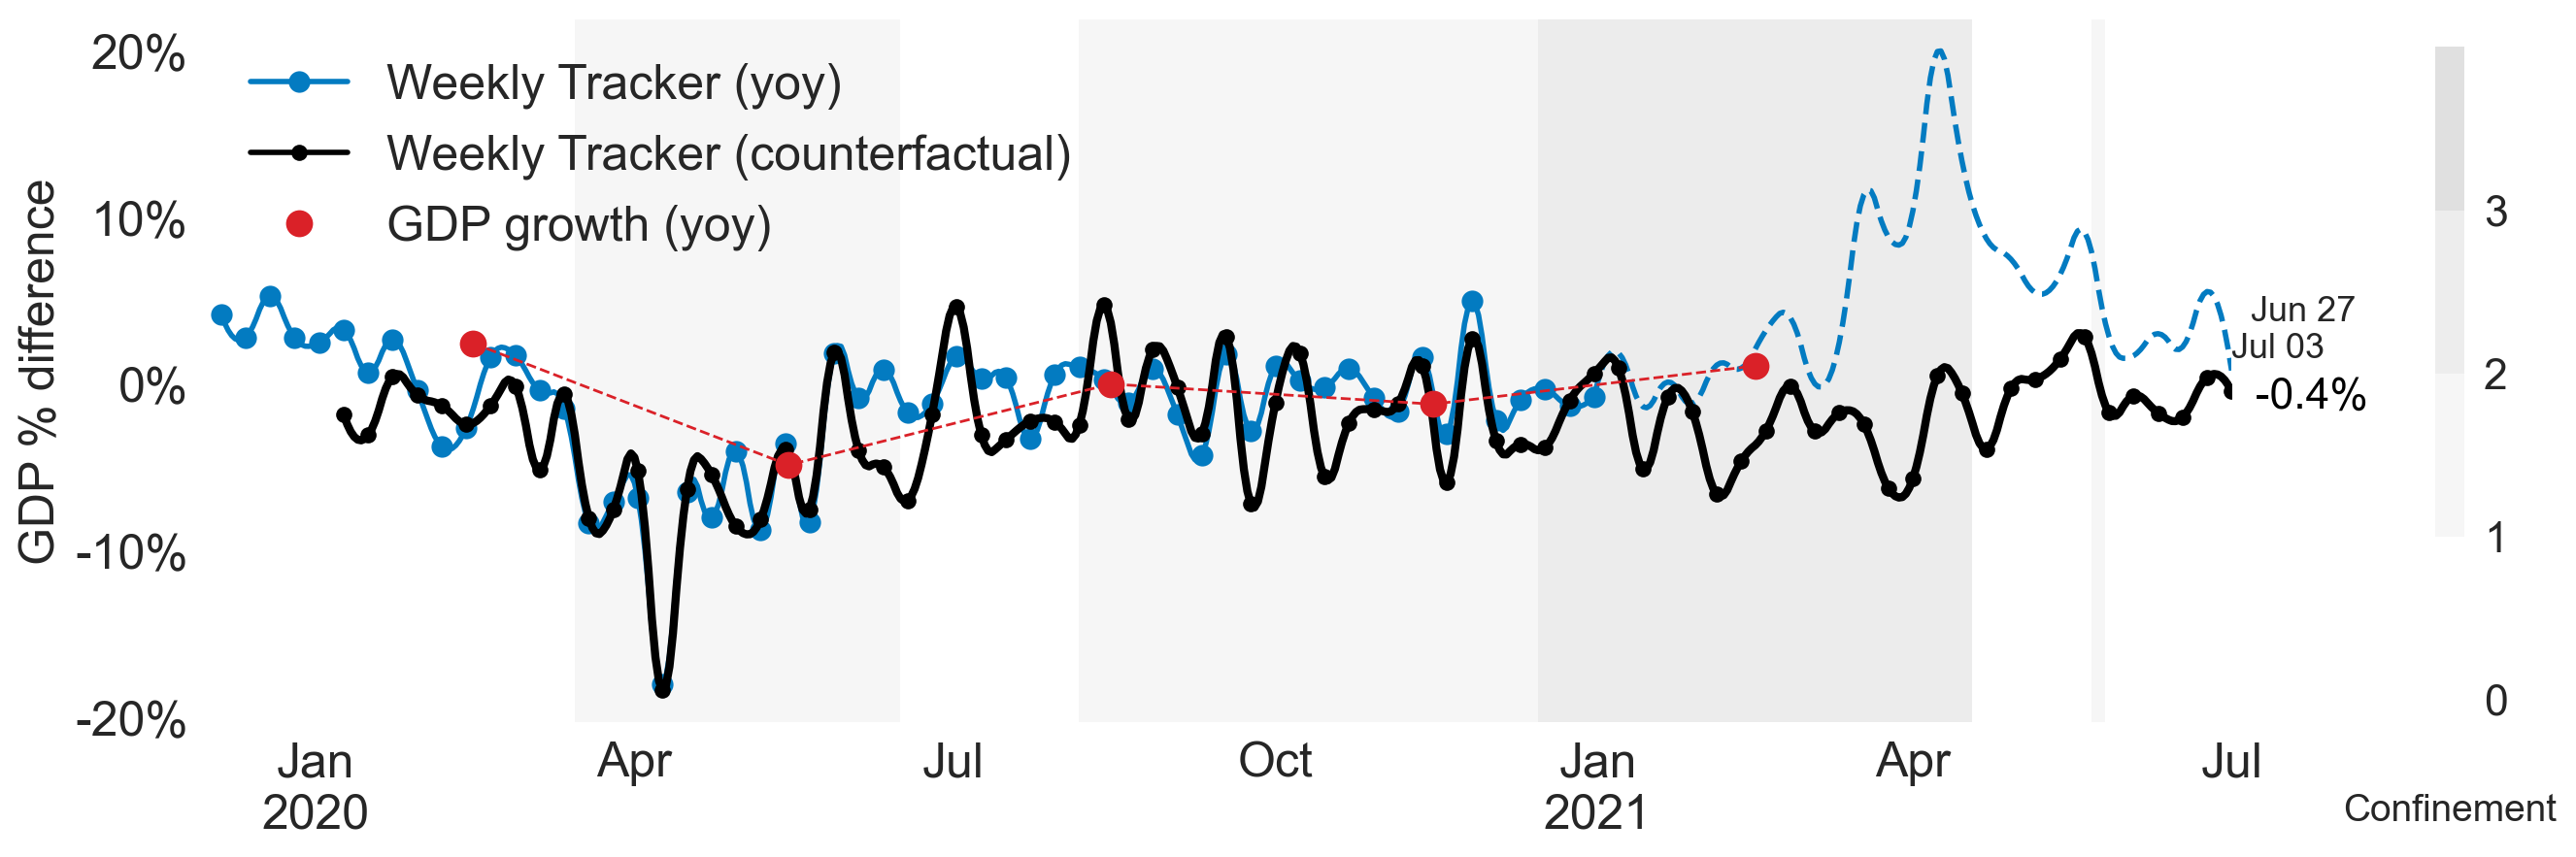 20%
10%
0%
-10%
-20%
GDP % difference
Weekly Tracker (yoy)
Weekly Tracker (counterfactual)
GDP growth (yoy)
Jun 27
Jul 03
-0.4%
3
2
1
0
Jan
2020
Apr
Jul
Oct
Jan
2021
Apr
Jul
Confinement